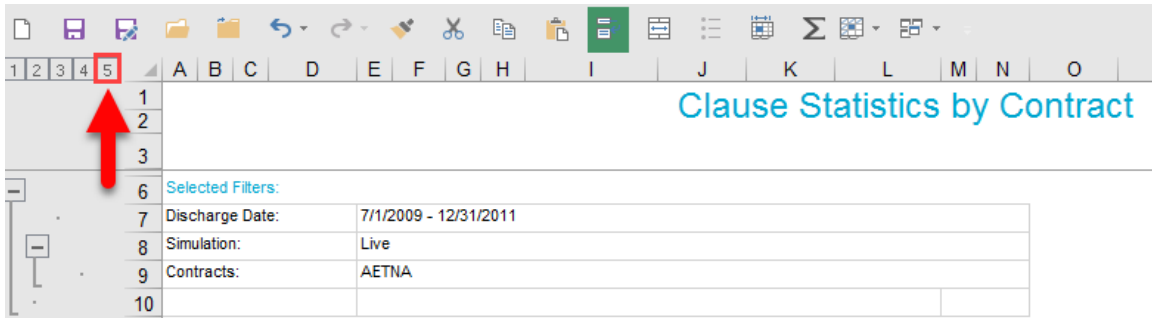 1 2 3 4 5 A B C D E F G H I J K L M N O
1 Clause Statistics by Contract
2
3
6 Selected Filters:
7 Discharge Date: 7/1/2009 - 12/31/2011
8 Simulation: Live
9 Contracts: AETNA
10